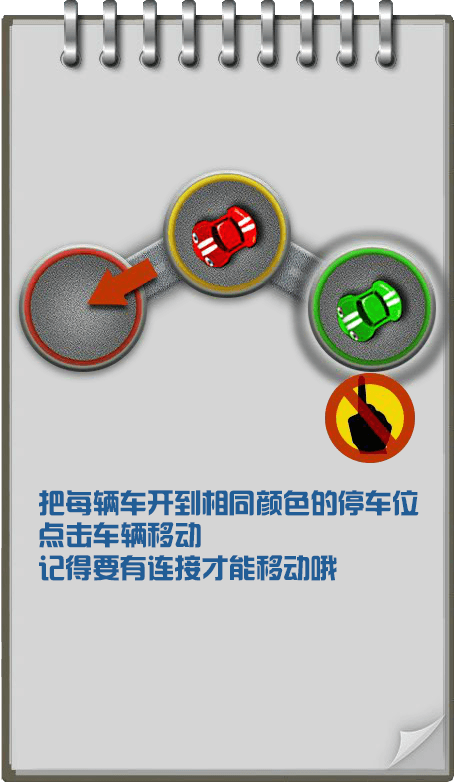 把每辆车开到相同颜色的停车位
点击车辆移动
记得要有连接才能移动哦